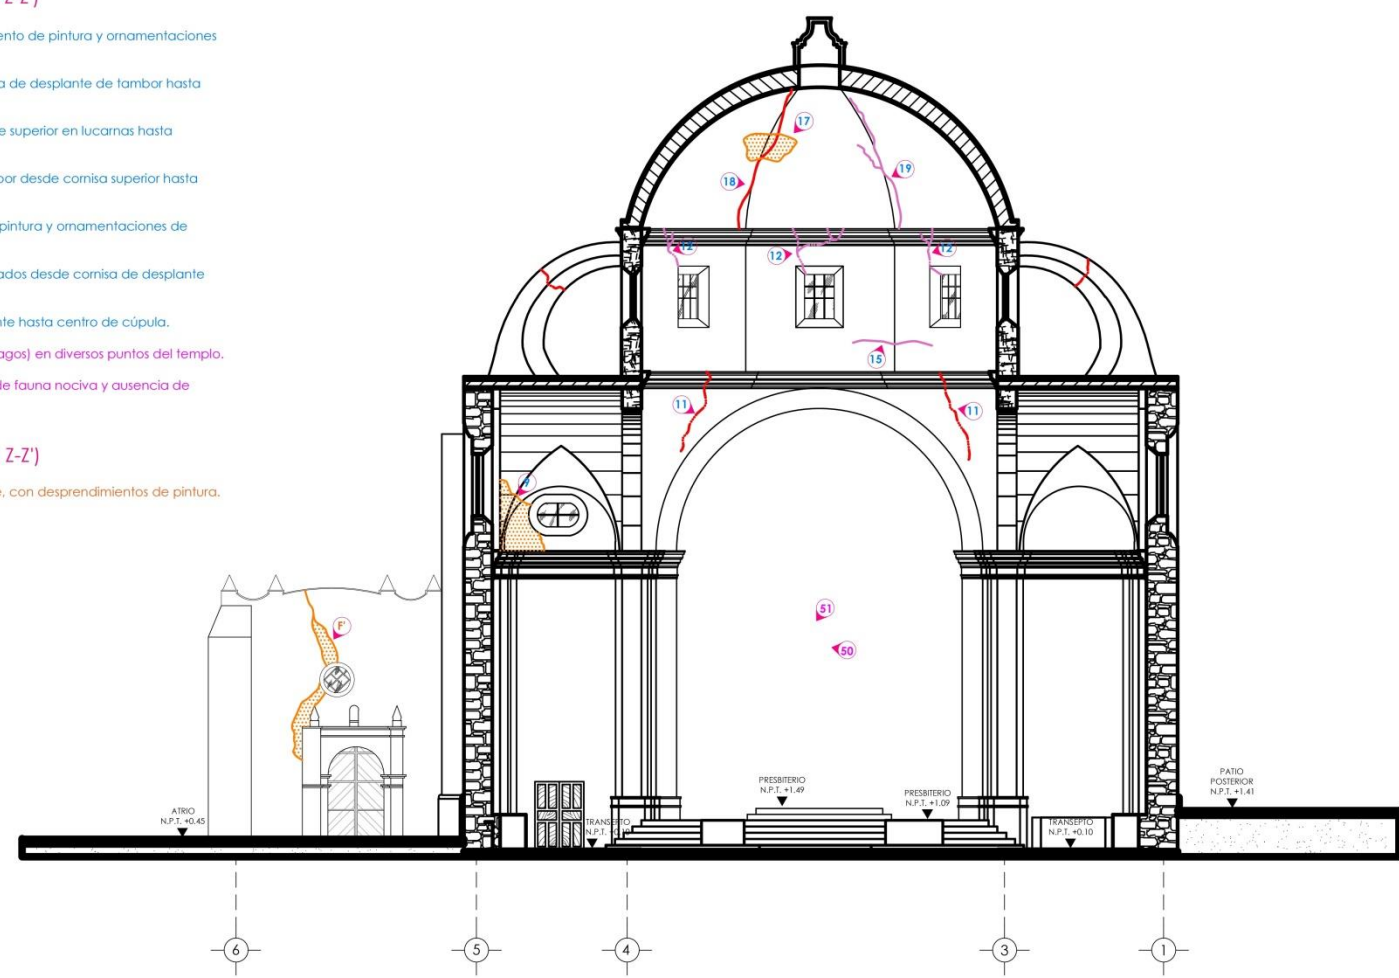 Z-Z')
ento de pintura y ornamentaciones
a de desplante de tambor hasta
e superior en lucarnas hasta
bor desde cornisa superior hasta
pintura y ornamentaciones de
ados desde cornisa de desplante
nte hasta centro de cúpula.
agos) en diversos puntos del templo.
de fauna nociva y ausencia de
Z-Z')
e, con desprendimientos de pintura.
17
18
19
12
12
12
15
11
11
9
F'
51
50
ATRIO
N.P.T. +0.45
TRANSEPTO
N.P.T. +0.10
PRESBITERIO
N.P.T. +1.49
PRESBITERIO
N.P.T. +1.09
TRANSEPTO
N.P.T. +0.10
PATIO
POSTERIOR
N.P.T. +1.41
6
5
4
3
1